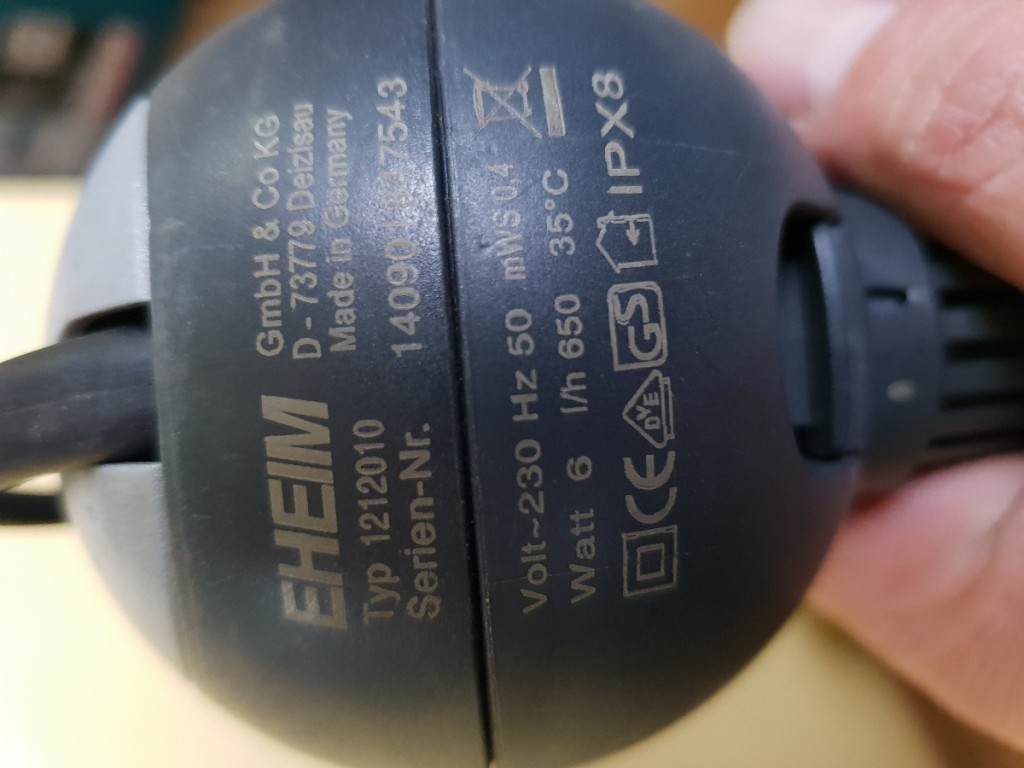 EHEIM
GmbH & Co KG
D - 73779 Deizisau
Made in Germany
Typ 1212010
Serien-Nr.
Volt~230 Hz 50 mWS 0,4
Watt 6 l/h 650 35°C
CE DVE GS IPX8